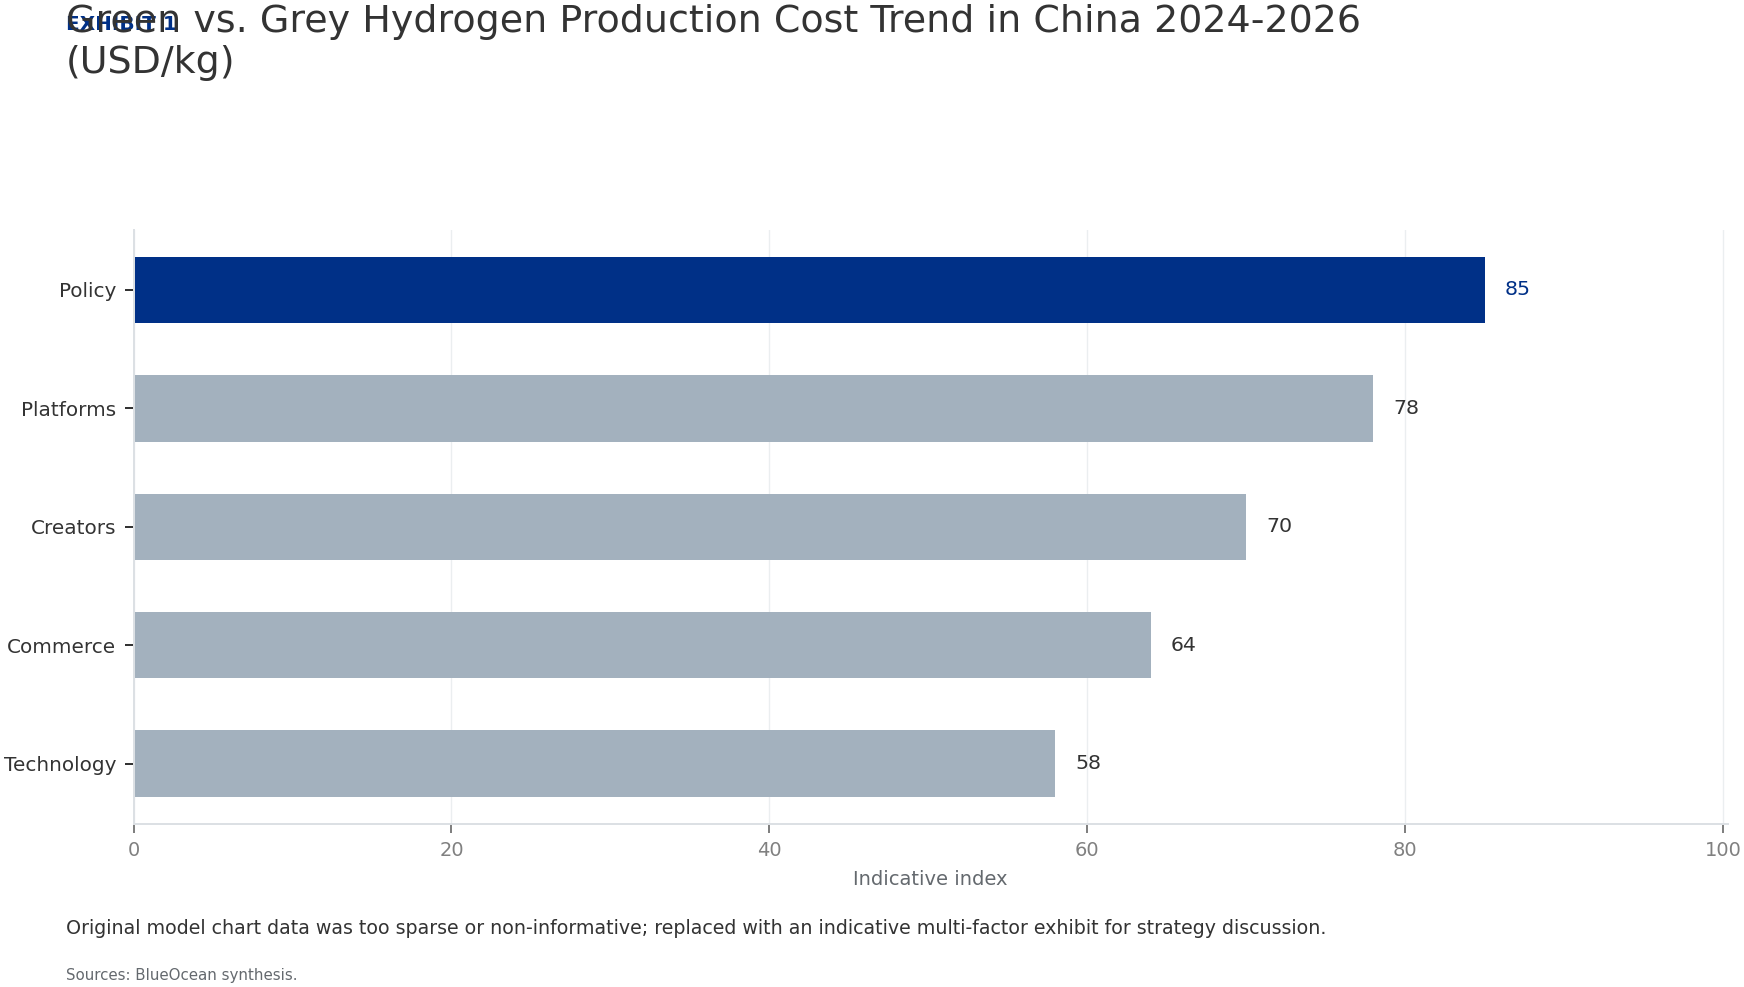 EXHIBIT 1
Green vs. Grey Hydrogen Production Cost Trend in China 2024-2026
(USD/kg)
Policy
85
Platforms
78
Creators
70
Commerce
64
Technology
58
0 20 40 60 80 100
Indicative index
Original model chart data was too sparse or non-informative; replaced with an indicative multi-factor exhibit for strategy discussion.
Sources: BlueOcean synthesis.